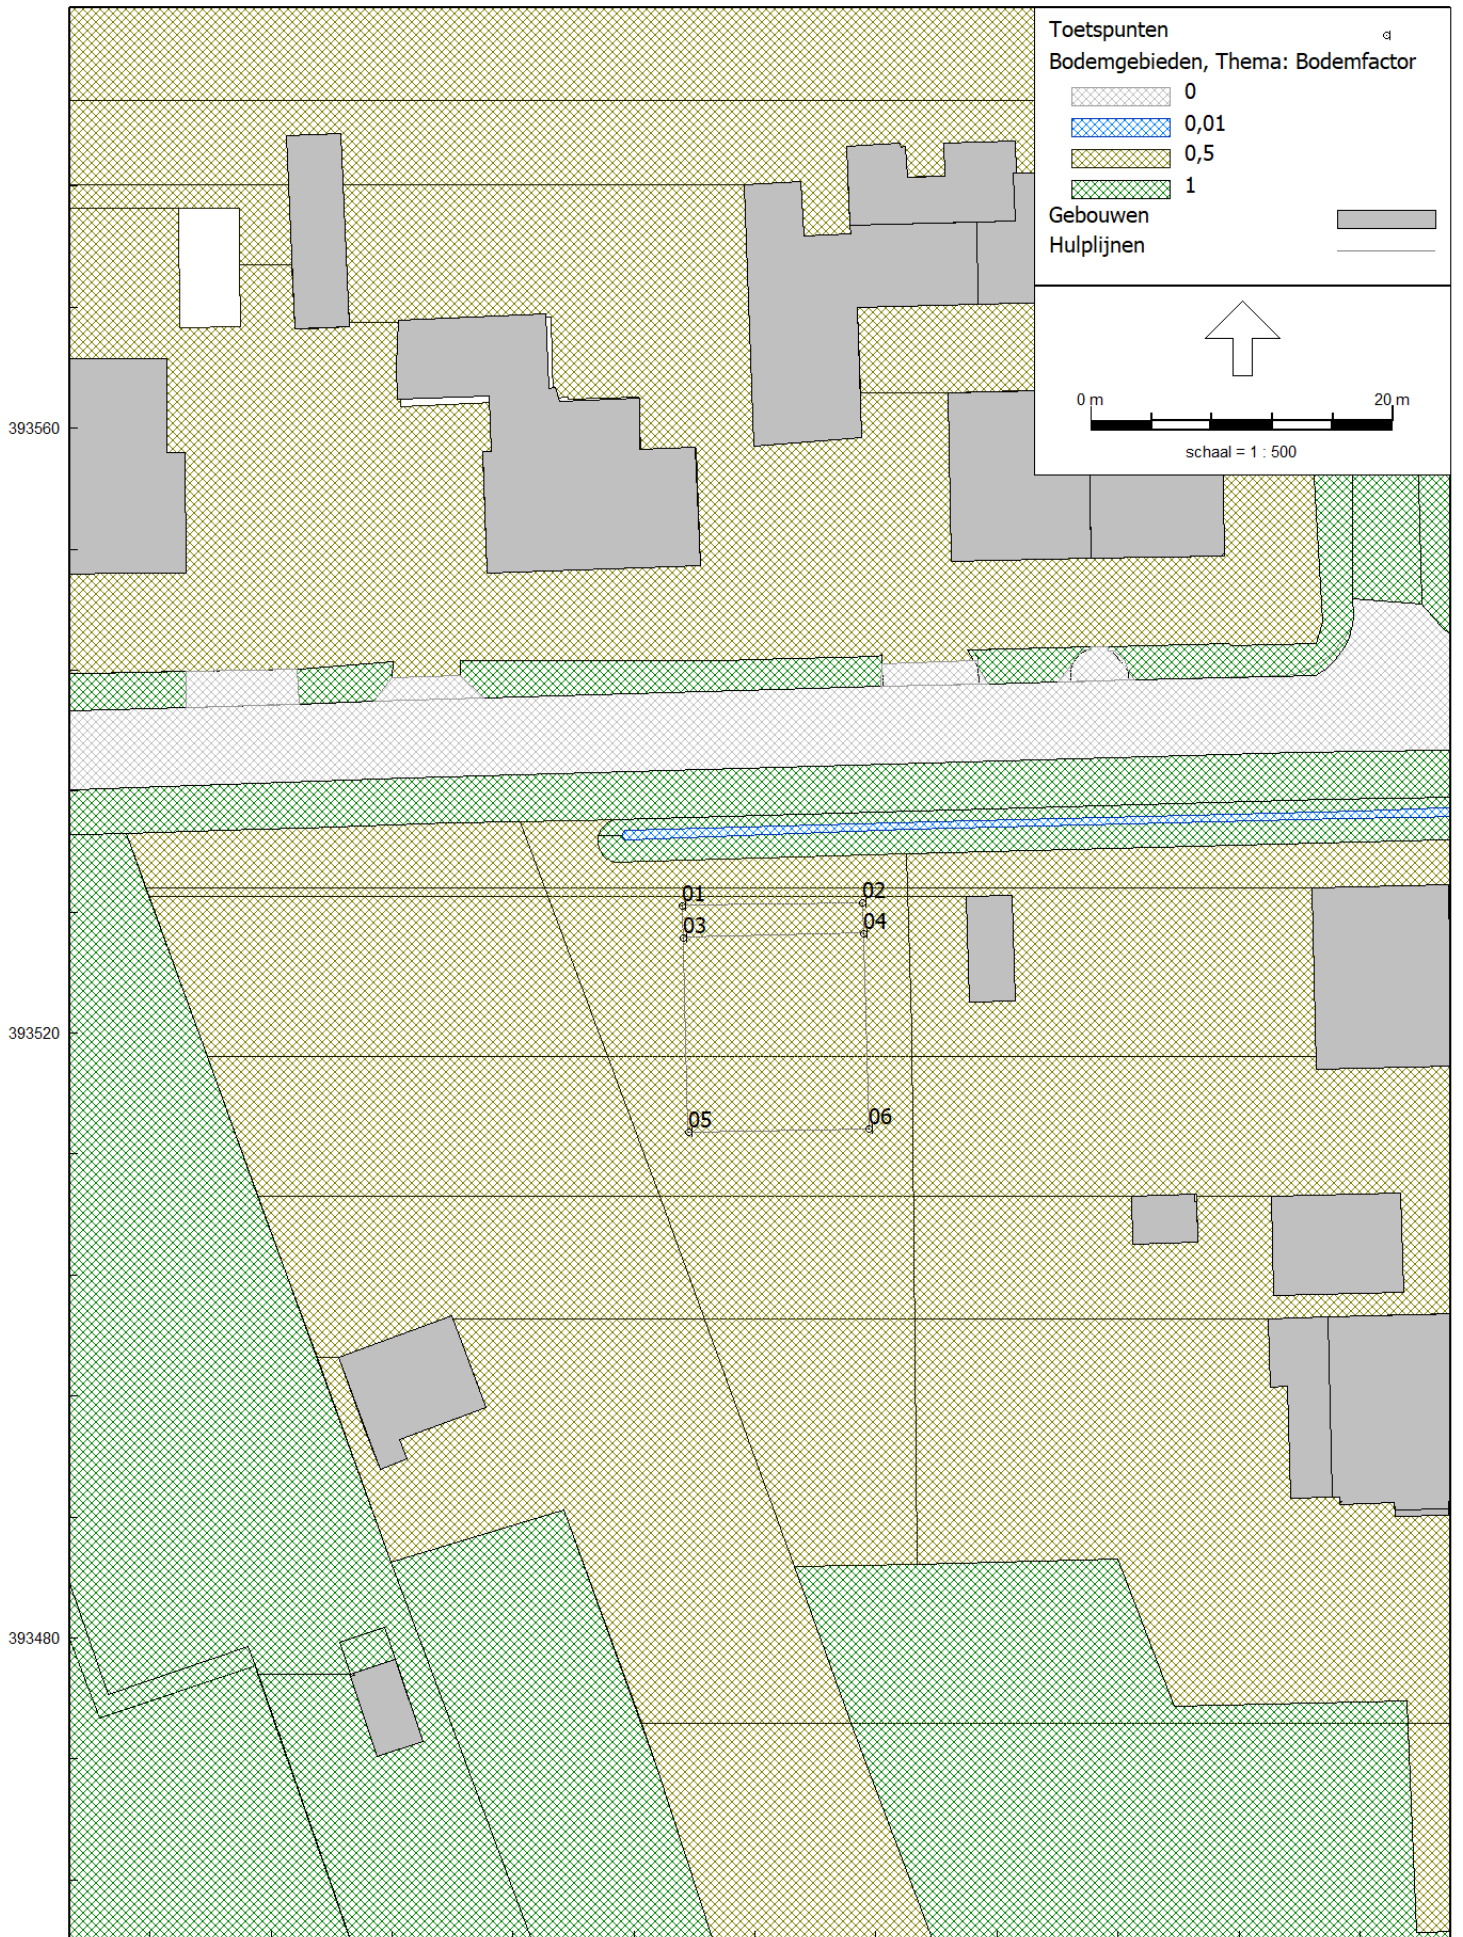 Toetspunten
Bodemgebieden, Thema: Bodemfactor
0
0,01
0,5
1
Gebouwen
Hulplijnen
0 m 20 m
schaal = 1 : 500
393560
01 02
03 04
393520
05 06
393480